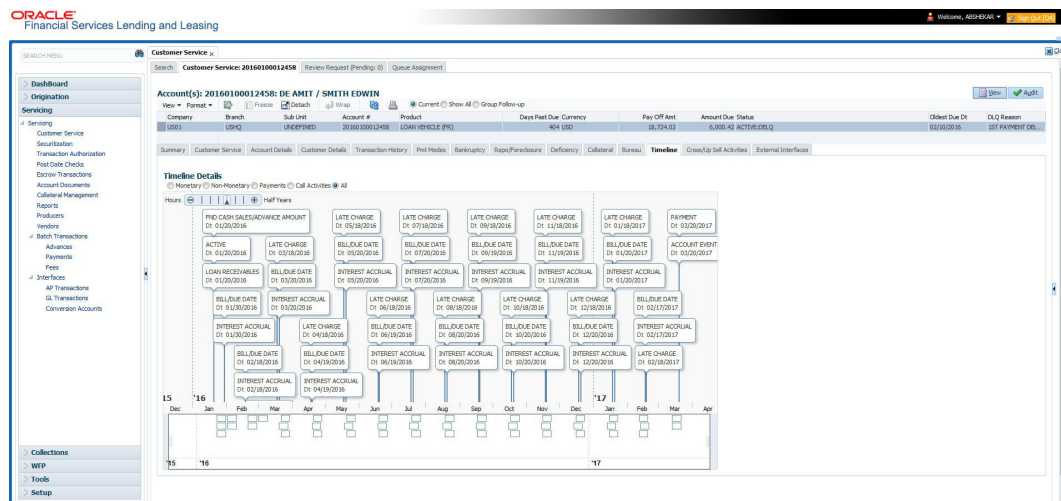 ORACLE
Financial Services Lending and Leasing
Welcome, ABSHEKAR
Sign Out [QA]
SEARCH MENU
Customer Service x
Search Customer Service: 20160100012458 Review Request (Pending: 0) Queue Assignment
DashBoard
Origination
Servicing
Servicing
Customer Service
Securitization
Transaction Authorization
Post Date Checks
Escrow Transactions
Account Documents
Collateral Management
Reports
Producers
Vendors
Batch Transactions
Advances
Payments
Fees
Interfaces
AP Transactions
GL Transactions
Conversion Accounts
Collections
WFP
Tools
Setup
Account(s): 20160100012458: DE AMIT / SMITH EDWIN
View Audit
View Format Freeze Detach Wrap Current Show All Group Follow-up
Company Branch Sub Unit Account # Product Days Past Due Currency Pay Off Amt Amount Due Status Oldest Due Dt DLQ Reason
US01 USHQ UNDEFINED 20160100012458 LOAN VEHICLE (FR) 404 USD 18,724.02 6,000.42 ACTIVE:DELQ 02/10/2016 1ST PAYMENT DEL...
Summary Customer Service Account Details Customer Details Transaction History Pmt Modes Bankruptcy Repo/Foreclosure Deficiency Collateral Bureau Timeline Cross/Up Sell Activities External Interfaces
Timeline Details
Monetary Non-Monetary Payments Call Activities All
Hours Half Years
FND CASH SALES/ADVANCE AMOUNT LATE CHARGE LATE CHARGE LATE CHARGE LATE CHARGE LATE CHARGE PAYMENT
Dt 01/20/2016 Dt 05/18/2016 Dt 07/18/2016 Dt 09/18/2016 Dt 11/18/2016 Dt 01/18/2017 Dt 03/20/2017
ACTIVE LATE CHARGE BILL/DUE DATE BILL/DUE DATE BILL/DUE DATE BILL/DUE DATE BILL/DUE DATE ACCOUNT EVENT
Dt 01/20/2016 Dt 03/18/2016 Dt 05/20/2016 Dt 07/20/2016 Dt 09/19/2016 Dt 11/19/2016 Dt 01/20/2017 Dt 03/20/2017
LOAN RECEIVABLES BILL/DUE DATE INTEREST ACCRUAL INTEREST ACCRUAL INTEREST ACCRUAL INTEREST ACCRUAL INTEREST ACCRUAL
Dt 01/20/2016 Dt 03/20/2016 Dt 05/20/2016 Dt 07/20/2016 Dt 09/19/2016 Dt 11/19/2016 Dt 01/20/2017
BILL/DUE DATE INTEREST ACCRUAL LATE CHARGE LATE CHARGE LATE CHARGE LATE CHARGE BILL/DUE DATE
Dt 01/30/2016 Dt 03/20/2016 Dt 06/18/2016 Dt 08/18/2016 Dt 10/18/2016 Dt 12/18/2016 Dt 02/17/2017
INTEREST ACCRUAL LATE CHARGE BILL/DUE DATE BILL/DUE DATE BILL/DUE DATE BILL/DUE DATE INTEREST ACCRUAL
Dt 01/30/2016 Dt 04/18/2016 Dt 06/19/2016 Dt 08/20/2016 Dt 10/20/2016 Dt 12/20/2016 Dt 02/17/2017
BILL/DUE DATE BILL/DUE DATE INTEREST ACCRUAL INTEREST ACCRUAL INTEREST ACCRUAL INTEREST ACCRUAL LATE CHARGE
Dt 02/18/2016 Dt 04/19/2016 Dt 06/19/2016 Dt 08/20/2016 Dt 10/20/2016 Dt 12/20/2016 Dt 02/18/2017
INTEREST ACCRUAL INTEREST ACCRUAL
Dt 02/18/2016 Dt 04/19/2016
15 '16 '17
Dec Jan Feb Mar Apr May Jun Jul Aug Sep Oct Nov Dec Jan Feb Mar Apr
'15 '16 '17